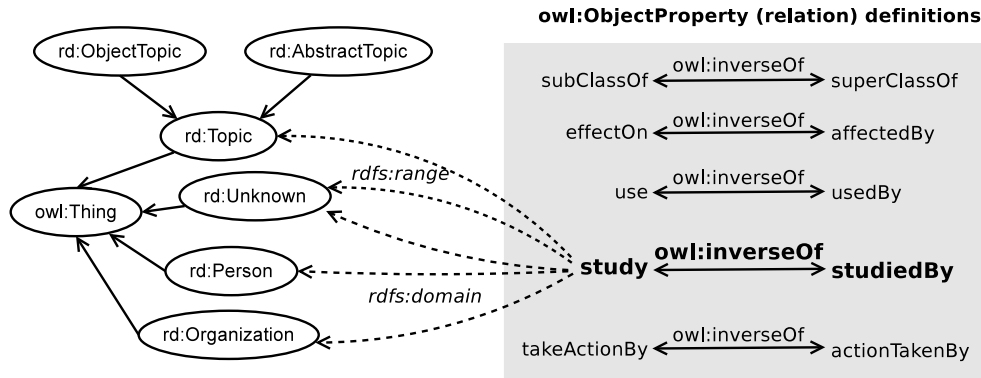 owl:ObjectProperty (relation) definitions
rd:ObjectTopic
rd:AbstractTopic
subClassOf owl:inverseOf superClassOf
rd:Topic
effectOn owl:inverseOf affectedBy
rdfs:range
rd:Unknown
use owl:inverseOf usedBy
owl:Thing
rd:Person
study owl:inverseOf studiedBy
rdfs:domain
rd:Organization
takeActionBy owl:inverseOf actionTakenBy